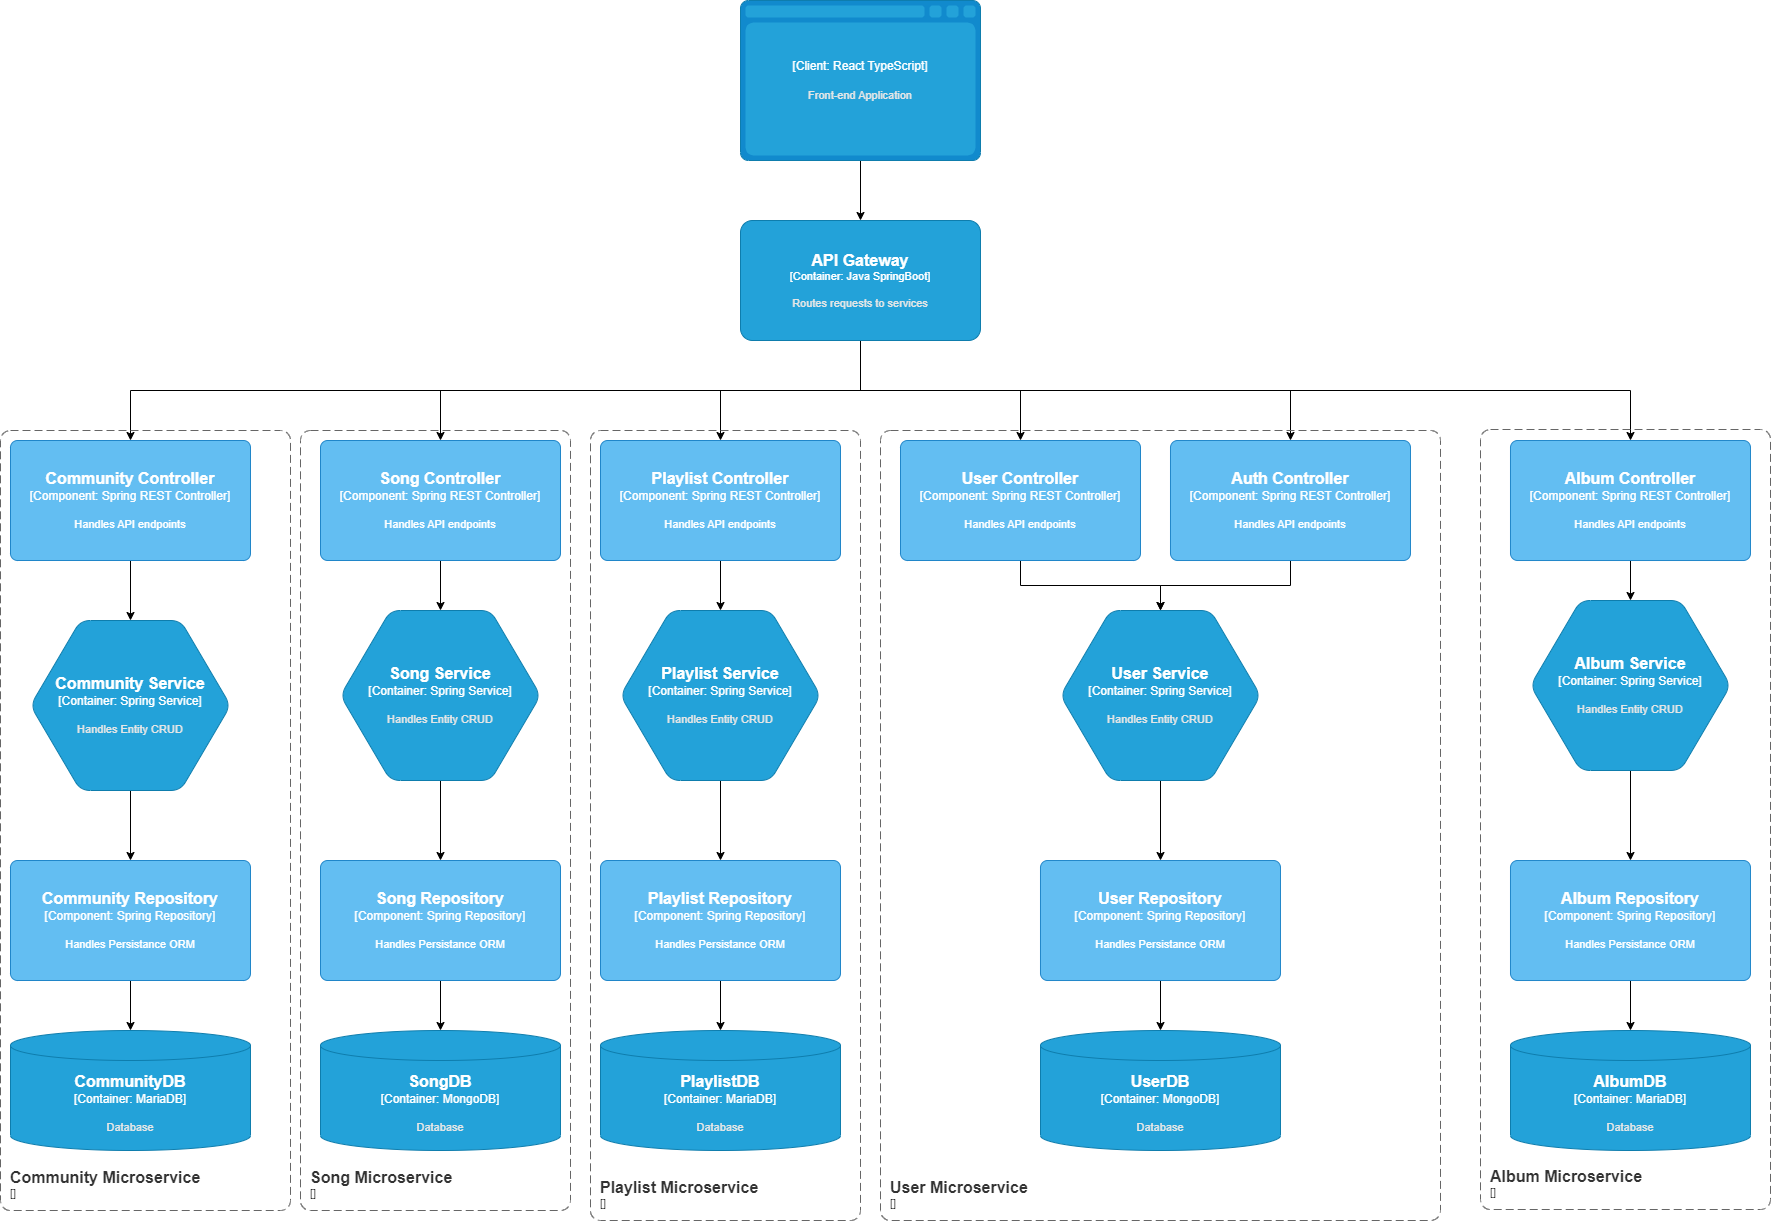 [Client: React TypeScript]
Front-end Application
API Gateway
[Container: Java SpringBoot]
Routes requests to services
Community Controller
[Component: Spring REST Controller]
Handles API endpoints
Song Controller
[Component: Spring REST Controller]
Handles API endpoints
Playlist Controller
[Component: Spring REST Controller]
Handles API endpoints
User Controller
[Component: Spring REST Controller]
Handles API endpoints
Auth Controller
[Component: Spring REST Controller]
Handles API endpoints
Album Controller
[Component: Spring REST Controller]
Handles API endpoints
Community Service
[Container: Spring Service]
Handles Entity CRUD
Song Service
[Container: Spring Service]
Handles Entity CRUD
Playlist Service
[Container: Spring Service]
Handles Entity CRUD
User Service
[Container: Spring Service]
Handles Entity CRUD
Album Service
[Container: Spring Service]
Handles Entity CRUD
Community Repository
[Component: Spring Repository]
Handles Persistance ORM
Song Repository
[Component: Spring Repository]
Handles Persistance ORM
Playlist Repository
[Component: Spring Repository]
Handles Persistance ORM
User Repository
[Component: Spring Repository]
Handles Persistance ORM
Album Repository
[Component: Spring Repository]
Handles Persistance ORM
CommunityDB
[Container: MariaDB]
Database
SongDB
[Container: MongoDB]
Database
PlaylistDB
[Container: MariaDB]
Database
UserDB
[Container: MongoDB]
Database
AlbumDB
[Container: MariaDB]
Database
Community Microservice
[]
Song Microservice
[]
Playlist Microservice
[]
User Microservice
[]
Album Microservice
[]